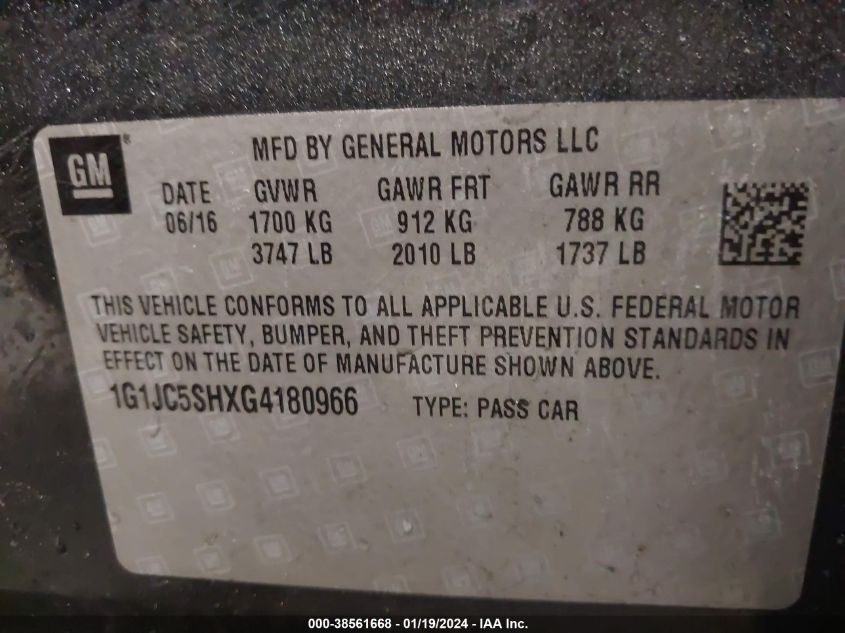 GM®
MFD BY GENERAL MOTORS LLC
DATE GVWR GAWR FRT GAWR RR
06/16 1700 KG 912 KG 788 KG
3747 LB 2010 LB 1737 LB
THIS VEHICLE CONFORMS TO ALL APPLICABLE U.S. FEDERAL MOTOR
VEHICLE SAFETY, BUMPER, AND THEFT PREVENTION STANDARDS IN
EFFECT ON THE DATE OF MANUFACTURE SHOWN ABOVE.
1G1JC5SHXG4180966 TYPE: PASS CAR
000-38561668 - 01/19/2024 - IAA Inc.